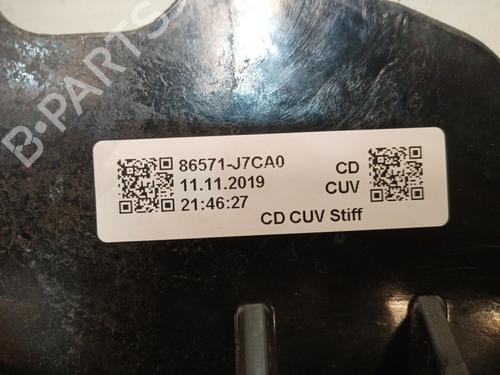 B-PARTS
86571-J7CA0
11.11.2019
21:46:27
CD
CUV
CD CUV Stiff